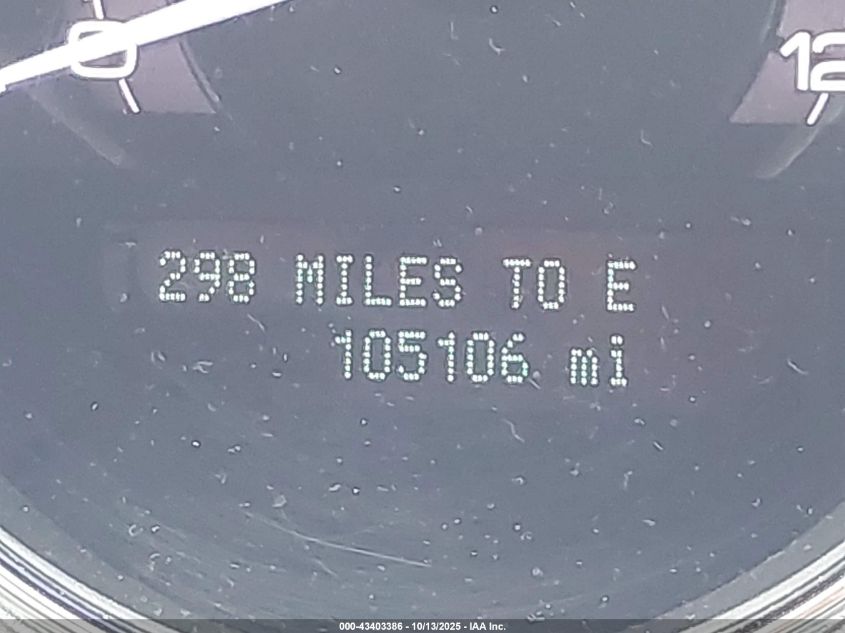 0
12
298 MILES TO E
105106 mi
000-43403386 - 10/13/2025 - IAA Inc.